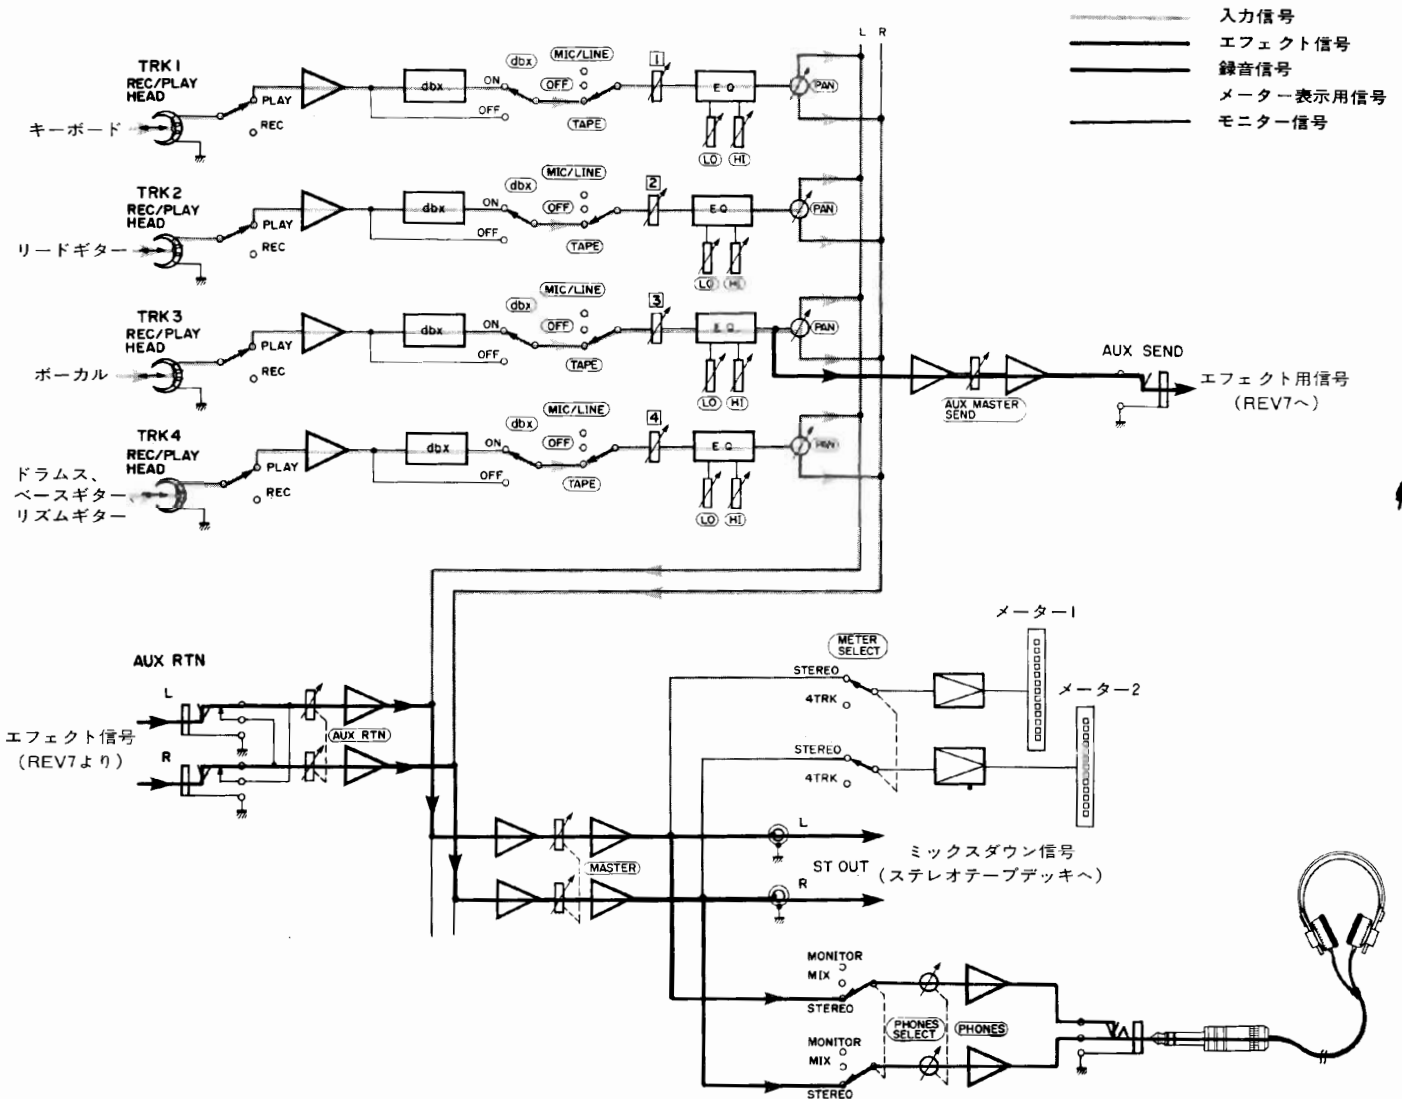 L R
入力信号
エフェクト信号
録音信号
メーター表示用信号
モニター信号
TRK1
REC/PLAY
HEAD
キーボード
PLAY
REC
dbx
ON
OFF
dbx
MIC/LINE
OFF
TAPE
1
EQ
LO
HI
PAN
TRK2
REC/PLAY
HEAD
リードギター
PLAY
REC
dbx
ON
OFF
dbx
MIC/LINE
OFF
TAPE
2
EQ
LO
HI
PAN
TRK3
REC/PLAY
HEAD
ボーカル
PLAY
REC
dbx
ON
OFF
dbx
MIC/LINE
OFF
TAPE
3
EQ
LO
HI
PAN
AUX MASTER
SEND
AUX SEND
エフェクト用信号
(REV7へ)
TRK4
REC/PLAY
HEAD
ドラムス、
ベースギター、
リズムギター
PLAY
REC
dbx
ON
OFF
dbx
MIC/LINE
OFF
TAPE
4
EQ
LO
HI
PAN
AUX RTN
L
エフェクト信号
(REV7より)
R
AUX RTN
METER
SELECT
STEREO
4TRK
メーター1
STEREO
4TRK
メーター2
MASTER
L
ST OUT
R
ミックスダウン信号
(ステレオテープデッキへ)
MONITOR
MIX
STEREO
PHONES
SELECT
PHONES
MONITOR
MIX
STEREO